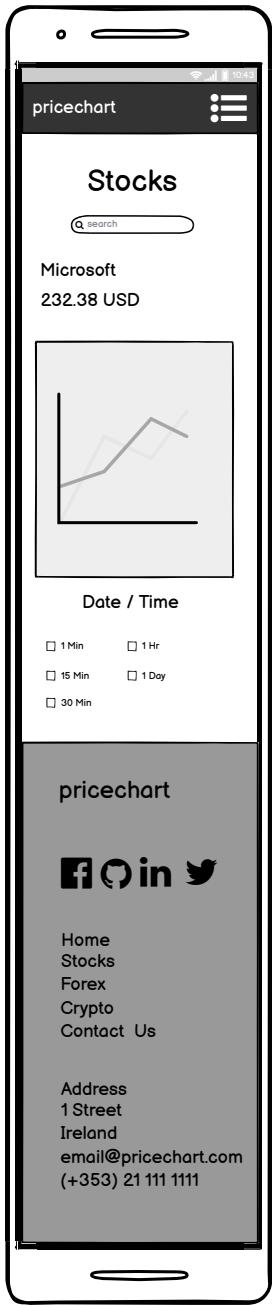 10:43
pricechart
Stocks
search
Microsoft
232.38 USD
Date / Time
1 Min
1 Hr
15 Min
1 Day
30 Min
pricechart
Home
Stocks
Forex
Crypto
Contact Us
Address
1 Street
Ireland
email@pricechart.com
(+353) 21 111 1111